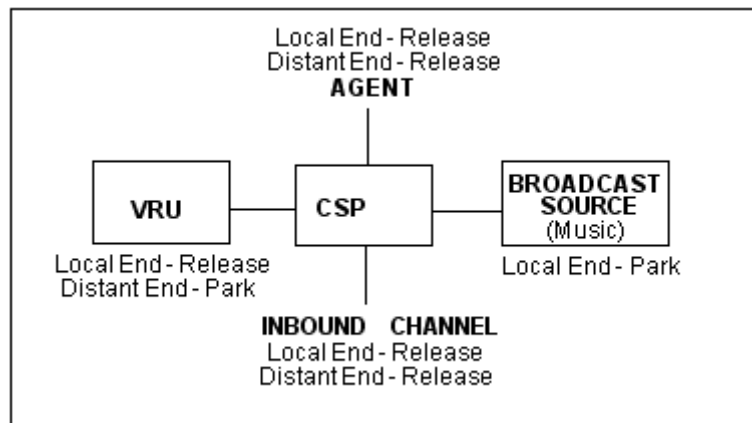 Local End - Release
Distant End - Release
AGENT
VRU
CSP
BROADCAST
SOURCE
(Music)
Local End - Release
Distant End - Park
Local End - Park
INBOUND CHANNEL
Local End - Release
Distant End - Release